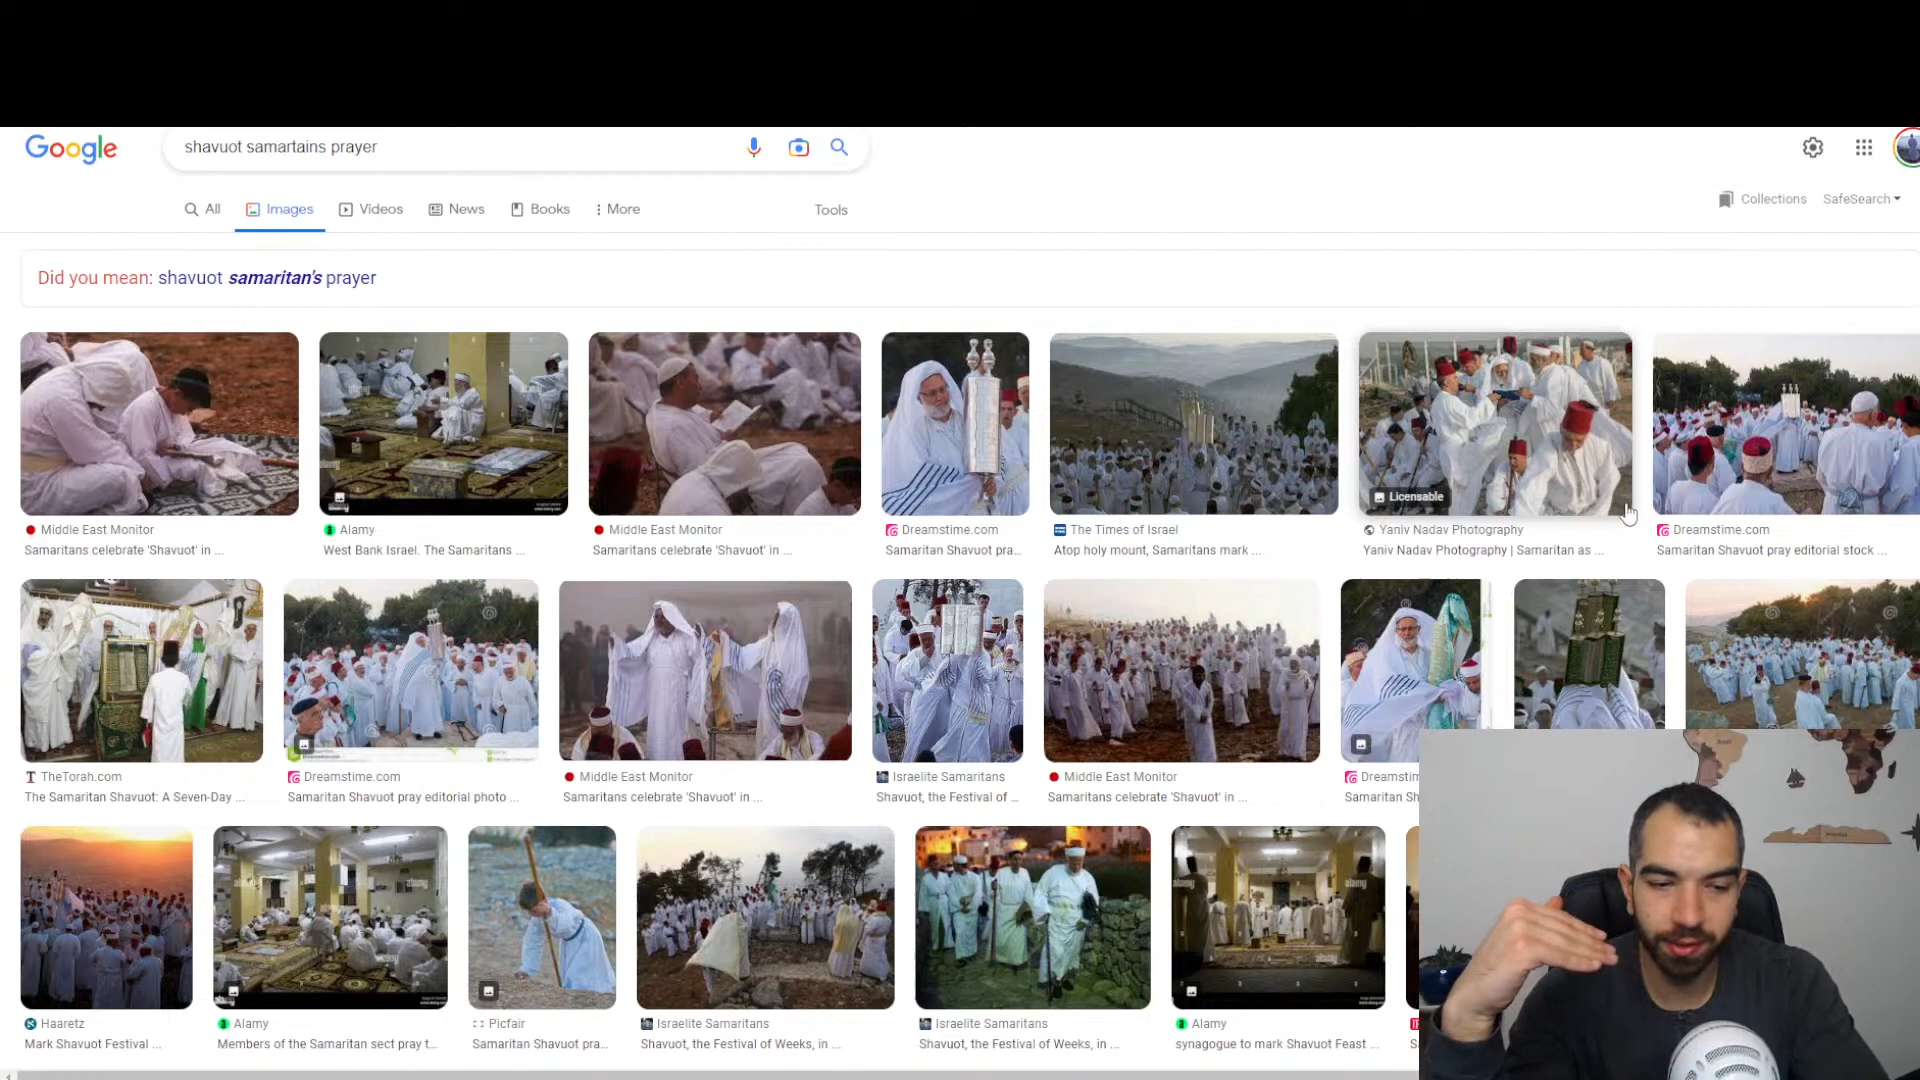 Google
shavuot samartains prayer
All
Images
Videos
News
Books
More
Tools
Collections
SafeSearch
Did you mean: shavuot samaritan's prayer
Licensable
Middle East Monitor
Samaritans celebrate 'Shavuot' in ...
Alamy
West Bank Israel. The Samaritans ...
Middle East Monitor
Samaritans celebrate 'Shavuot' in ...
Dreamstime.com
Samaritan Shavuot pra...
The Times of Israel
Atop holy mount, Samaritans mark ...
Yaniv Nadav Photography
Yaniv Nadav Photography | Samaritan as ...
Dreamstime.com
Samaritan Shavuot pray editorial stock ...
TheTorah.com
The Samaritan Shavuot: A Seven-Day ...
Dreamstime.com
Samaritan Shavuot pray editorial photo ...
Middle East Monitor
Samaritans celebrate 'Shavuot' in ...
Israelite Samaritans
Shavuot, the Festival of ...
Middle East Monitor
Samaritans celebrate 'Shavuot' in ...
Dreamstim
Samaritan Sh
Haaretz
Mark Shavuot Festival ...
Alamy
Members of the Samaritan sect pray t...
Picfair
Samaritan Shavuot pra...
Israelite Samaritans
Shavuot, the Festival of Weeks, in ...
Israelite Samaritans
Shavuot, the Festival of Weeks, in ...
Alamy
synagogue to mark Shavuot Feast ...